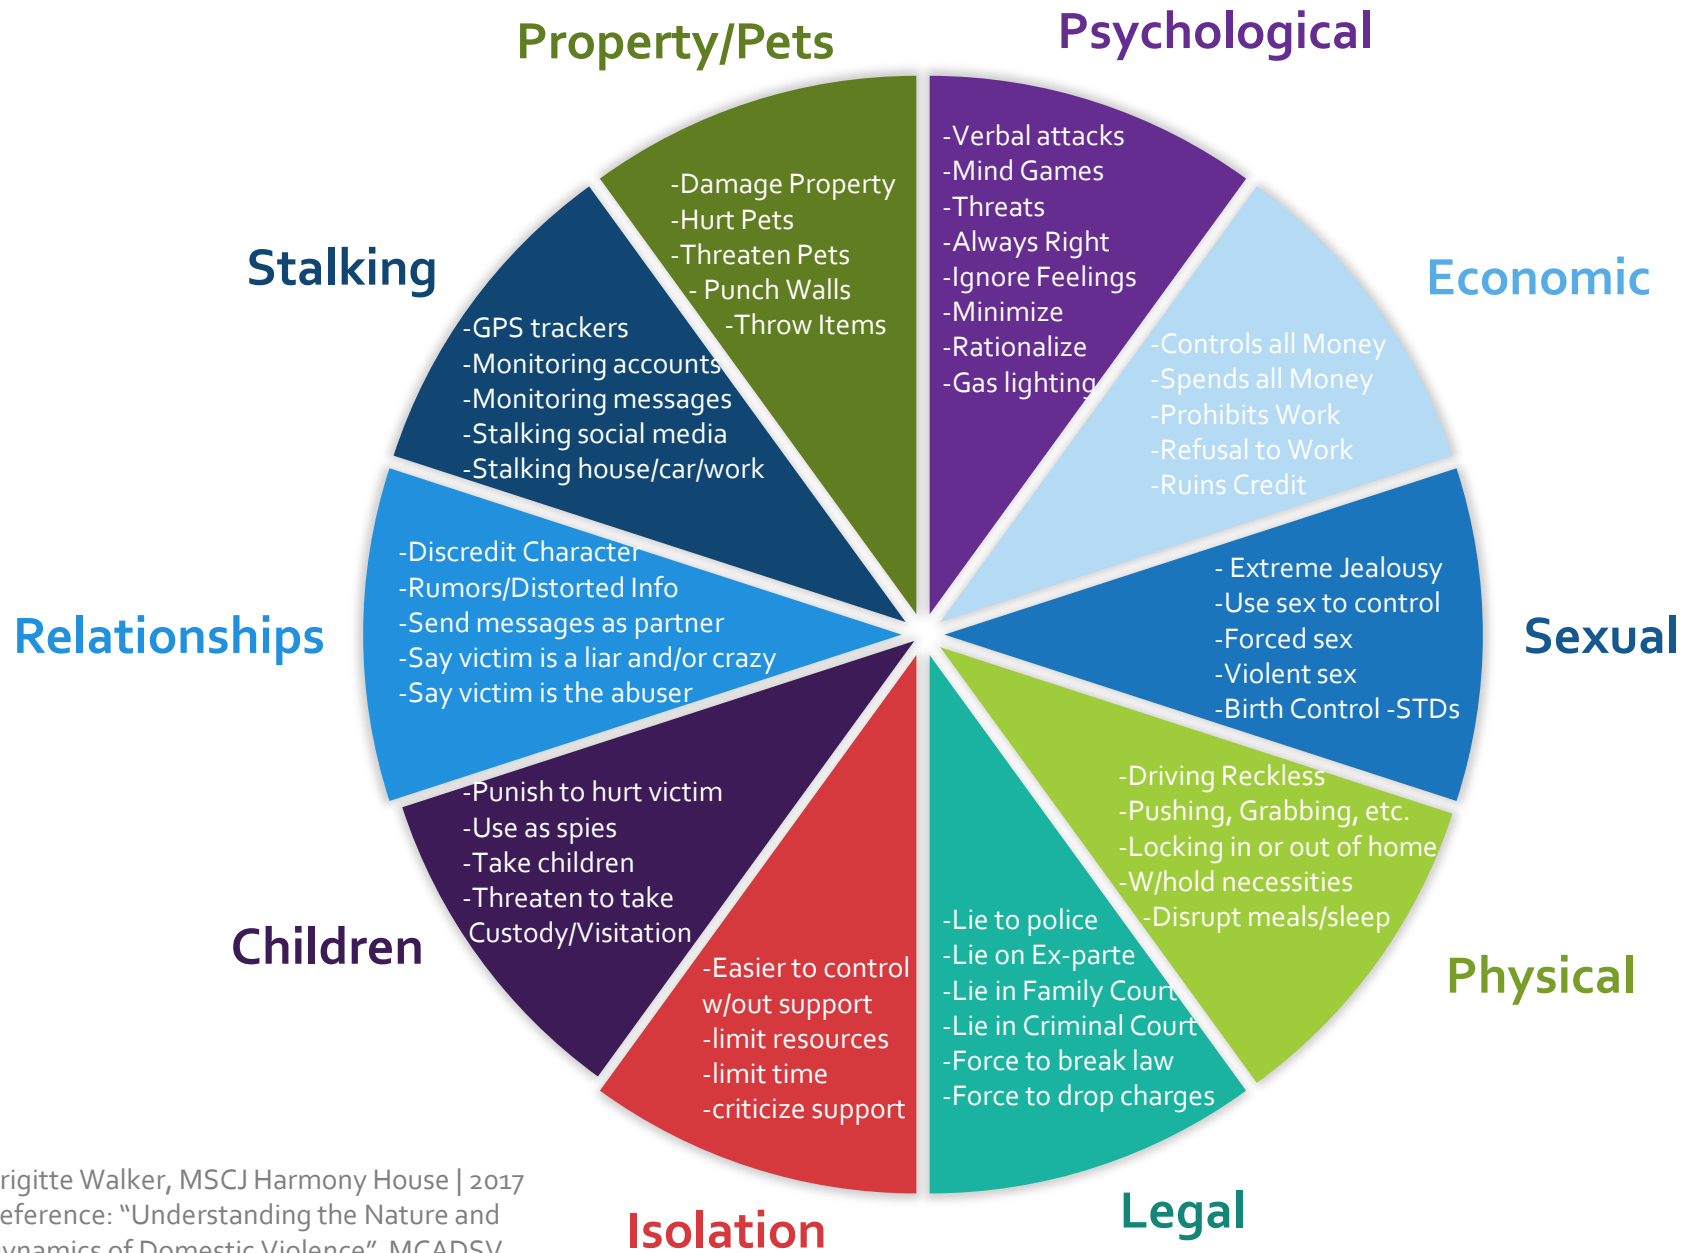 Property/Pets
-Damage Property
-Hurt Pets
-Threaten Pets
- Punch Walls
-Throw Items
Psychological
-Verbal attacks
-Mind Games
-Threats
-Always Right
-Ignore Feelings
-Minimize
-Rationalize
-Gas lighting
Economic
-Controls all Money
-Spends all Money
-Prohibits Work
-Refusal to Work
-Ruins Credit
Sexual
- Extreme Jealousy
-Use sex to control
-Forced sex
-Violent sex
-Birth Control -STDs
Physical
-Driving Reckless
-Pushing, Grabbing, etc.
-Locking in or out of home
-W/hold necessities
-Disrupt meals/sleep
Legal
-Lie to police
-Lie on Ex-parte
-Lie in Family Court
-Lie in Criminal Court
-Force to break law
-Force to drop charges
Isolation
-Easier to control
w/out support
-limit resources
-limit time
-criticize support
Children
-Punish to hurt victim
-Use as spies
-Take children
-Threaten to take
Custody/Visitation
Relationships
-Discredit Character
-Rumors/Distorted Info
-Send messages as partner
-Say victim is a liar and/or crazy
-Say victim is the abuser
Stalking
-GPS trackers
-Monitoring accounts
-Monitoring messages
-Stalking social media
-Stalking house/car/work
rigitte Walker, MSCJ Harmony House | 2017
eference: “Understanding the Nature and
ynamics of Domestic Violence”, MCADSV